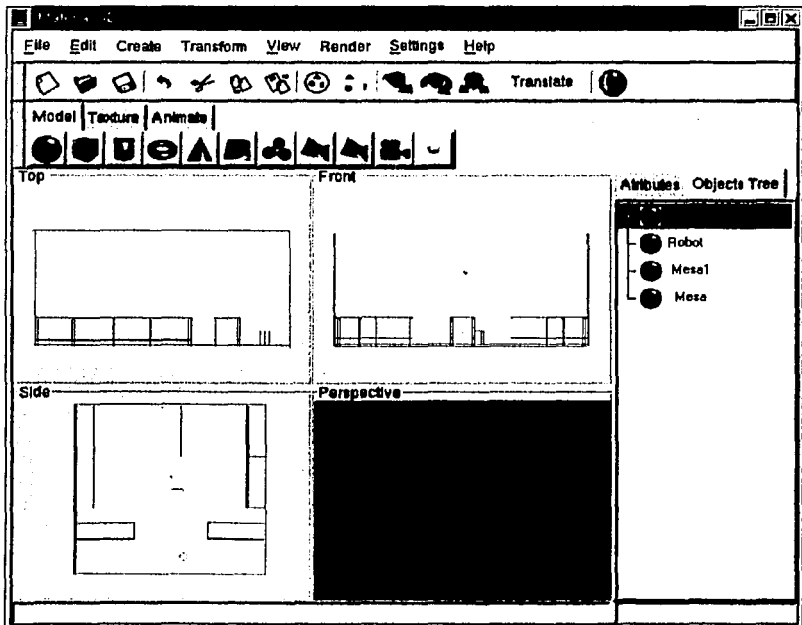 File Edit Create Transform View Render Settings Help
Translate
Model Texture Animate
Top
Front
Attributes Objects Tree
Robot
Mesa1
Mesa
Side
Perspective